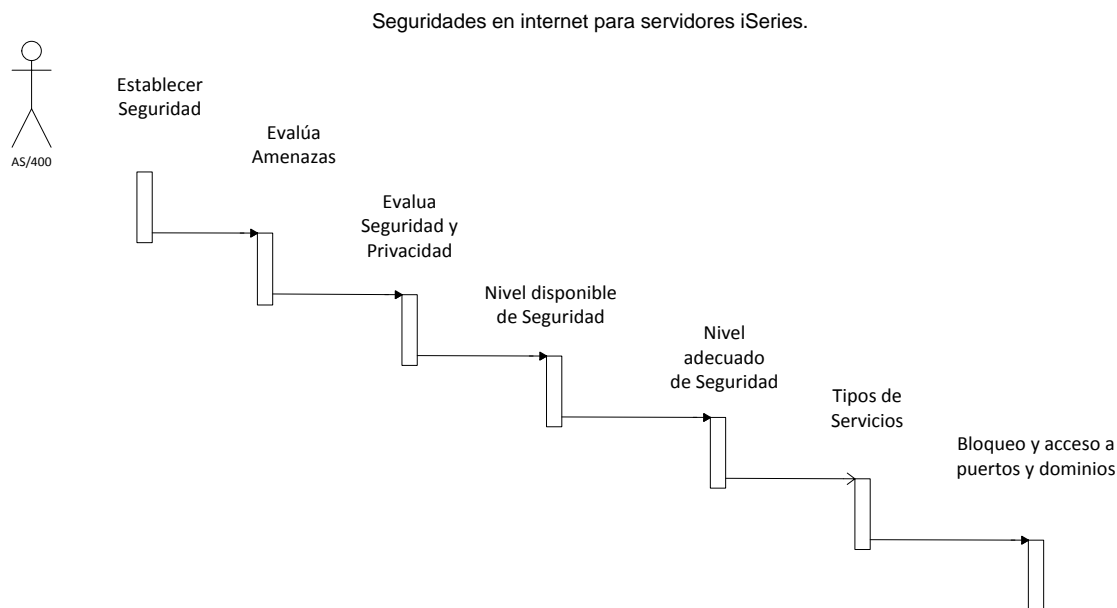 Seguridades en internet para servidores iSeries.
AS/400
Establecer
Seguridad
Evalúa
Amenazas
Evalua
Seguridad y
Privacidad
Nivel disponible
de Seguridad
Nivel
adecuado
de Seguridad
Tipos de
Servicios
Bloqueo y acceso a
puertos y dominios